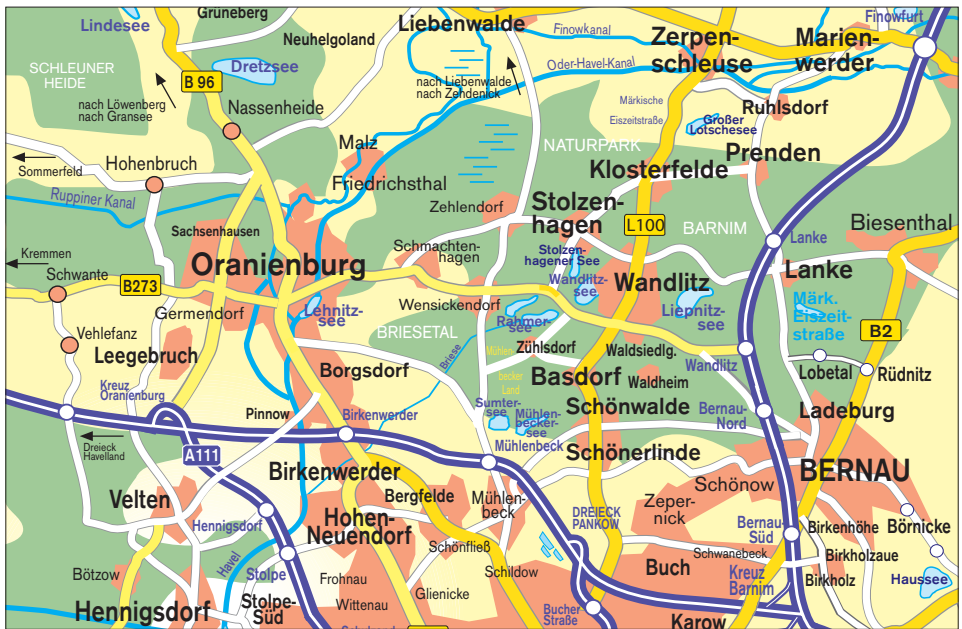 Lindesee
Grüneberg
Neuhelgoland
Liebenwalde
Finowkanal
Zerpen-
schleuse
Marien-
werder
Finowfurt
SCHLEUNER
HEIDE
Dretzsee
B 96
Oder-Havel-Kanal
nach Löwenberg
nach Gransee
nach Liebenwalde
nach Zehdenick
Nassenheide
Märkische
Eiszeitstraße
Großer
Lotschesee
Ruhlsdorf
Malz
NATURPARK
Prenden
Sommerfeld
Hohenbruch
Klosterfelde
Friedrichsthal
Ruppiner Kanal
Zehlendorf
Stolzen-
hagen
L100
BARNIM
Biesenthal
Sachsenhausen
Schmachten-
hagen
Stolzen-
hagener See
Lanke
Kremmen
Oranienburg
Wandlitz-
see
Wandlitz
Lanke
Schwante
B273
Lehnitz-
see
Wensickendorf
Liepnitz-
see
Märk.
Eiszeit
straße
Germendorf
Rahmer-
see
BRIESETAL
B2
Vehlefanz
Leegebruch
Briese
Mühlen
becker
Land
Zühlsdorf
Waldsiedlg.
Wandlitz
Lobetal
Rüdnitz
Borgsdorf
Basdorf
Waldheim
Kreuz
Oranienburg
Pinnow
Birkenwerder
Sumter-
see
Mühlen-
becker-
see
Schönwalde
Bernau-
Nord
Ladeburg
Dreieck
Havelland
A111
Mühlenbeck
Schönerlinde
Birkenwerder
BERNAU
Velten
Bergfelde
Mühlen-
beck
Schönow
Zeper-
nick
Hennigsdorf
Hohen-
Neuendorf
DREIECK
PANKOW
Bernau-
Süd
Birkenhöhe
Börnicke
Schönfließ
Schwanebeck
Birkholzaue
Bötzow
Havel
Stolpe
Frohnau
Schildow
Buch
Kreuz
Barnim
Birkholz
Haussee
Hennigsdorf
Stolpe-
Süd
Wittenau
Glienicke
Bucher
Straße
Karow